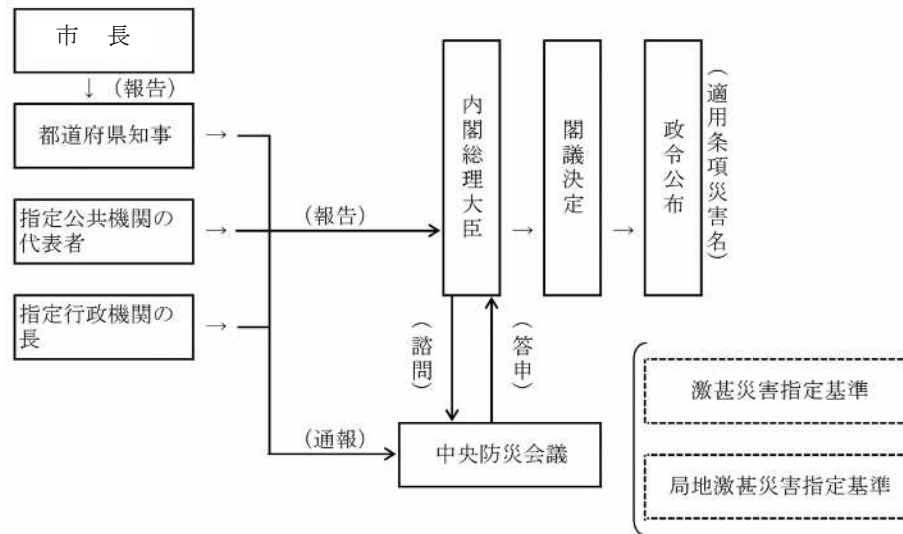 市　長
↓（報告）
都道府県知事 →
指定公共機関の
代表者 →
指定行政機関の
長 →
（報告）
（通報）
内閣総理大臣
→
閣議決定
→
政令公布
（適用条項災害名）
（諮問）
（答申）
中央防災会議
激甚災害指定基準
局地激甚災害指定基準